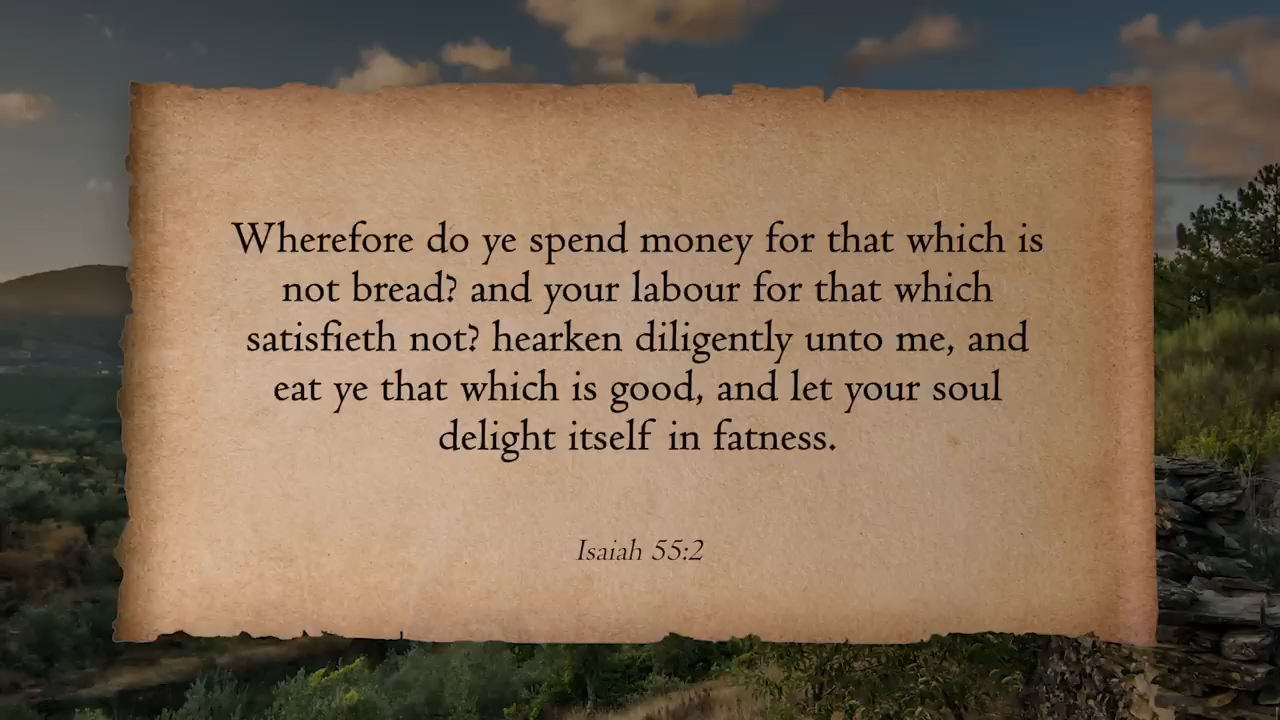 Wherefore do ye spend money for that which is
not bread? and your labour for that which
satisfieth not? hearken diligently unto me, and
eat ye that which is good, and let your soul
delight itself in fatness.
Isaiah 55:2